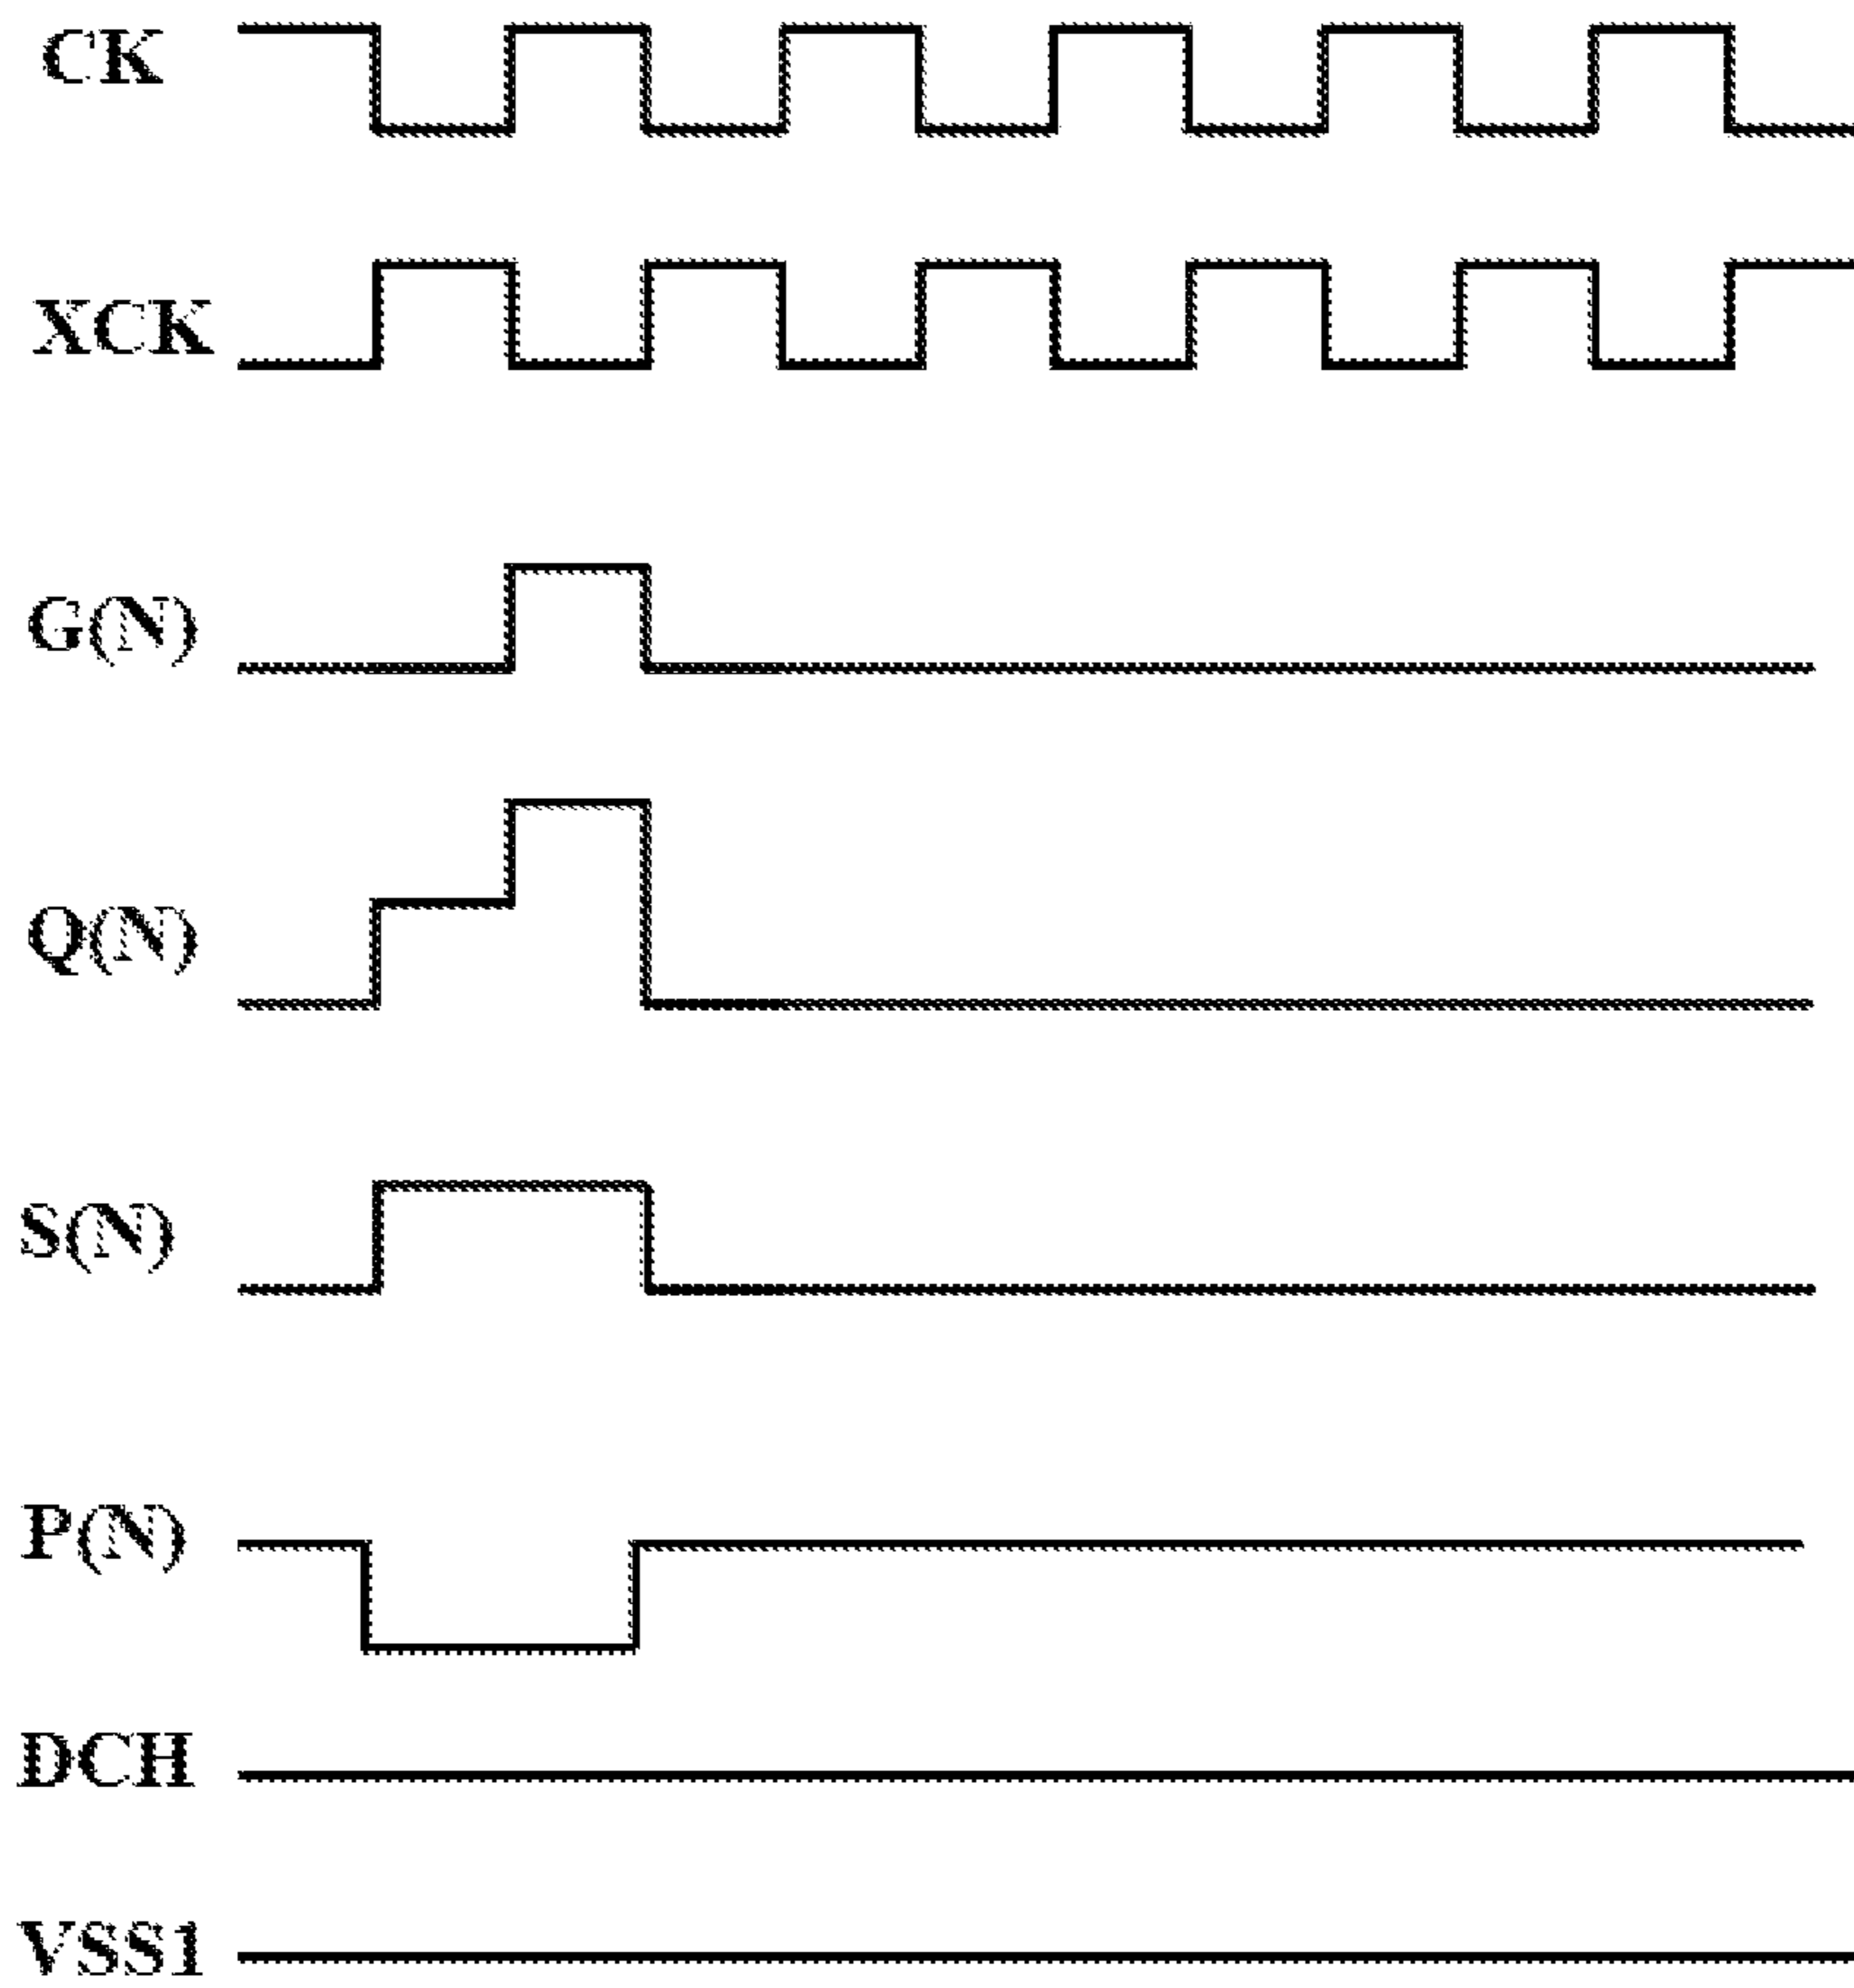 CK
XCK
G(N)
Q(N)
S(N)
P(N)
DCH
VSS1